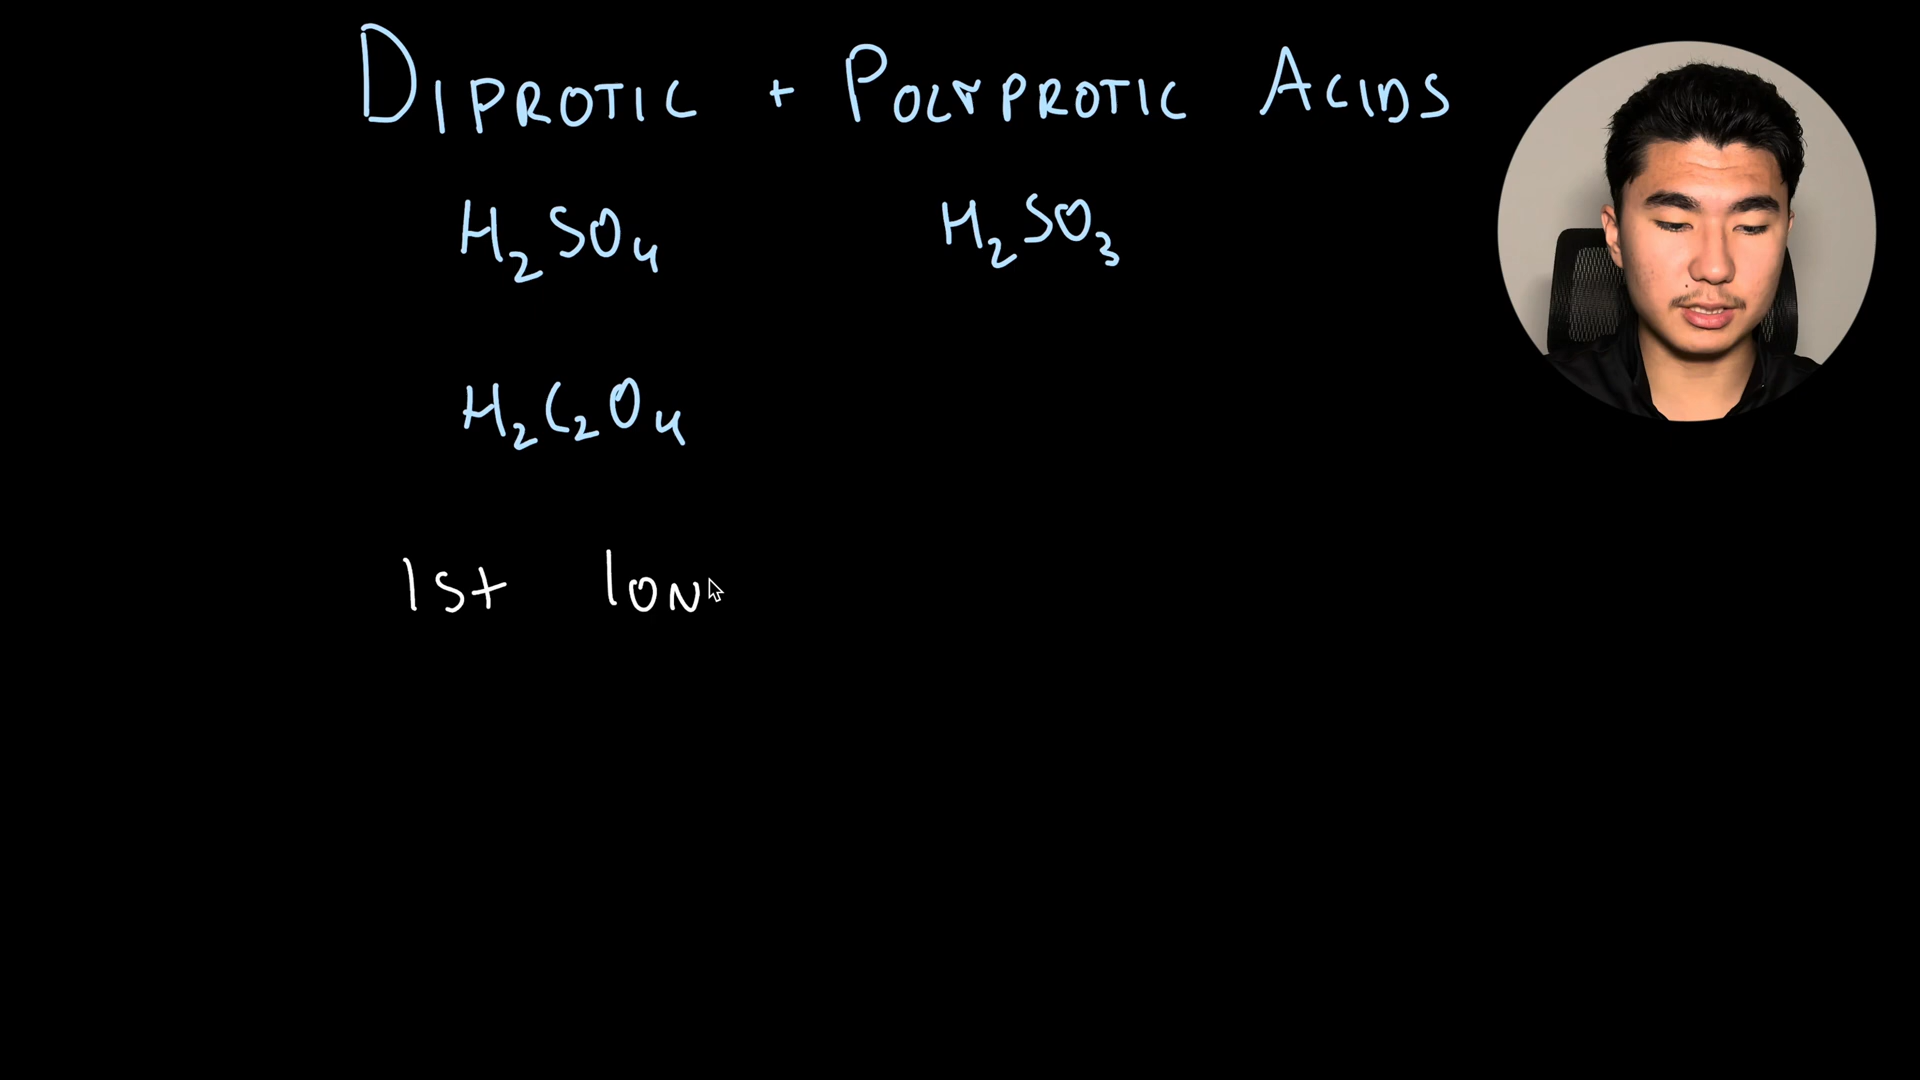 DIPROTIC + POLYPROTIC ACIDS
H₂SO₄ H₂SO₃
H₂C₂O₄
1st ION